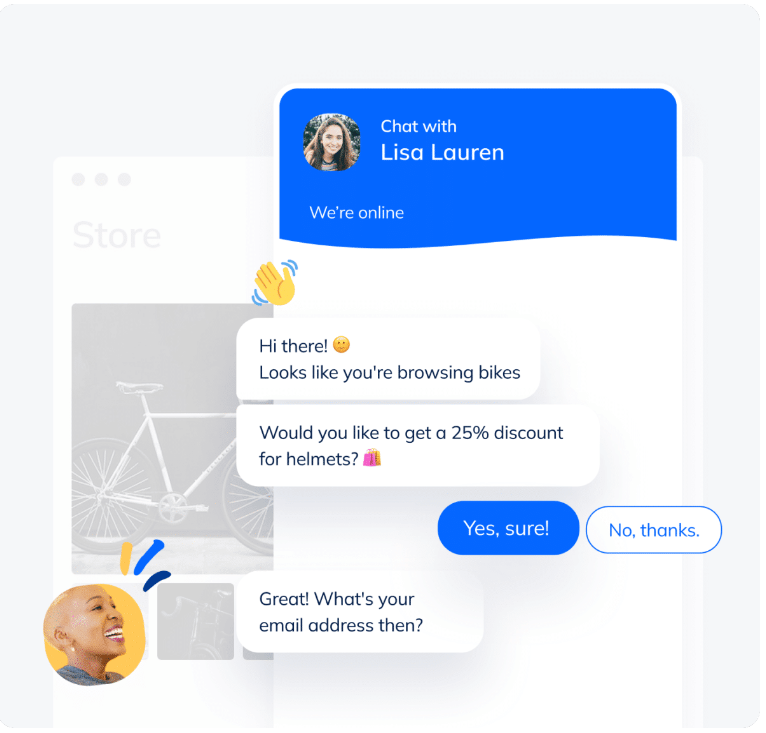 Chat with
Lisa Lauren
We're online
Store
Hi there! 🙂
Looks like you're browsing bikes
Would you like to get a 25% discount
for helmets? 🛍️
Yes, sure!
No, thanks.
Great! What's your
email address then?